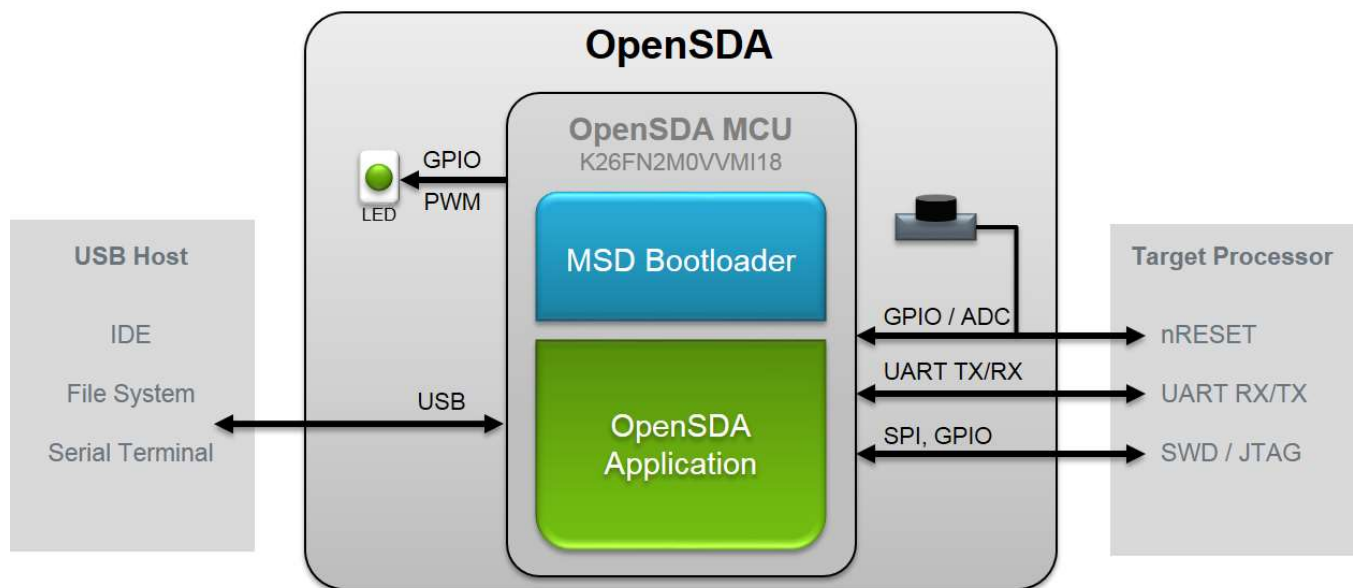 OpenSDA
OpenSDA MCU
K26FN2M0VVMI18
GPIO
PWM
LED
MSD Bootloader
USB Host
IDE
File System
Serial Terminal
USB
OpenSDA
Application
GPIO / ADC
UART TX/RX
SPI, GPIO
Target Processor
nRESET
UART RX/TX
SWD / JTAG